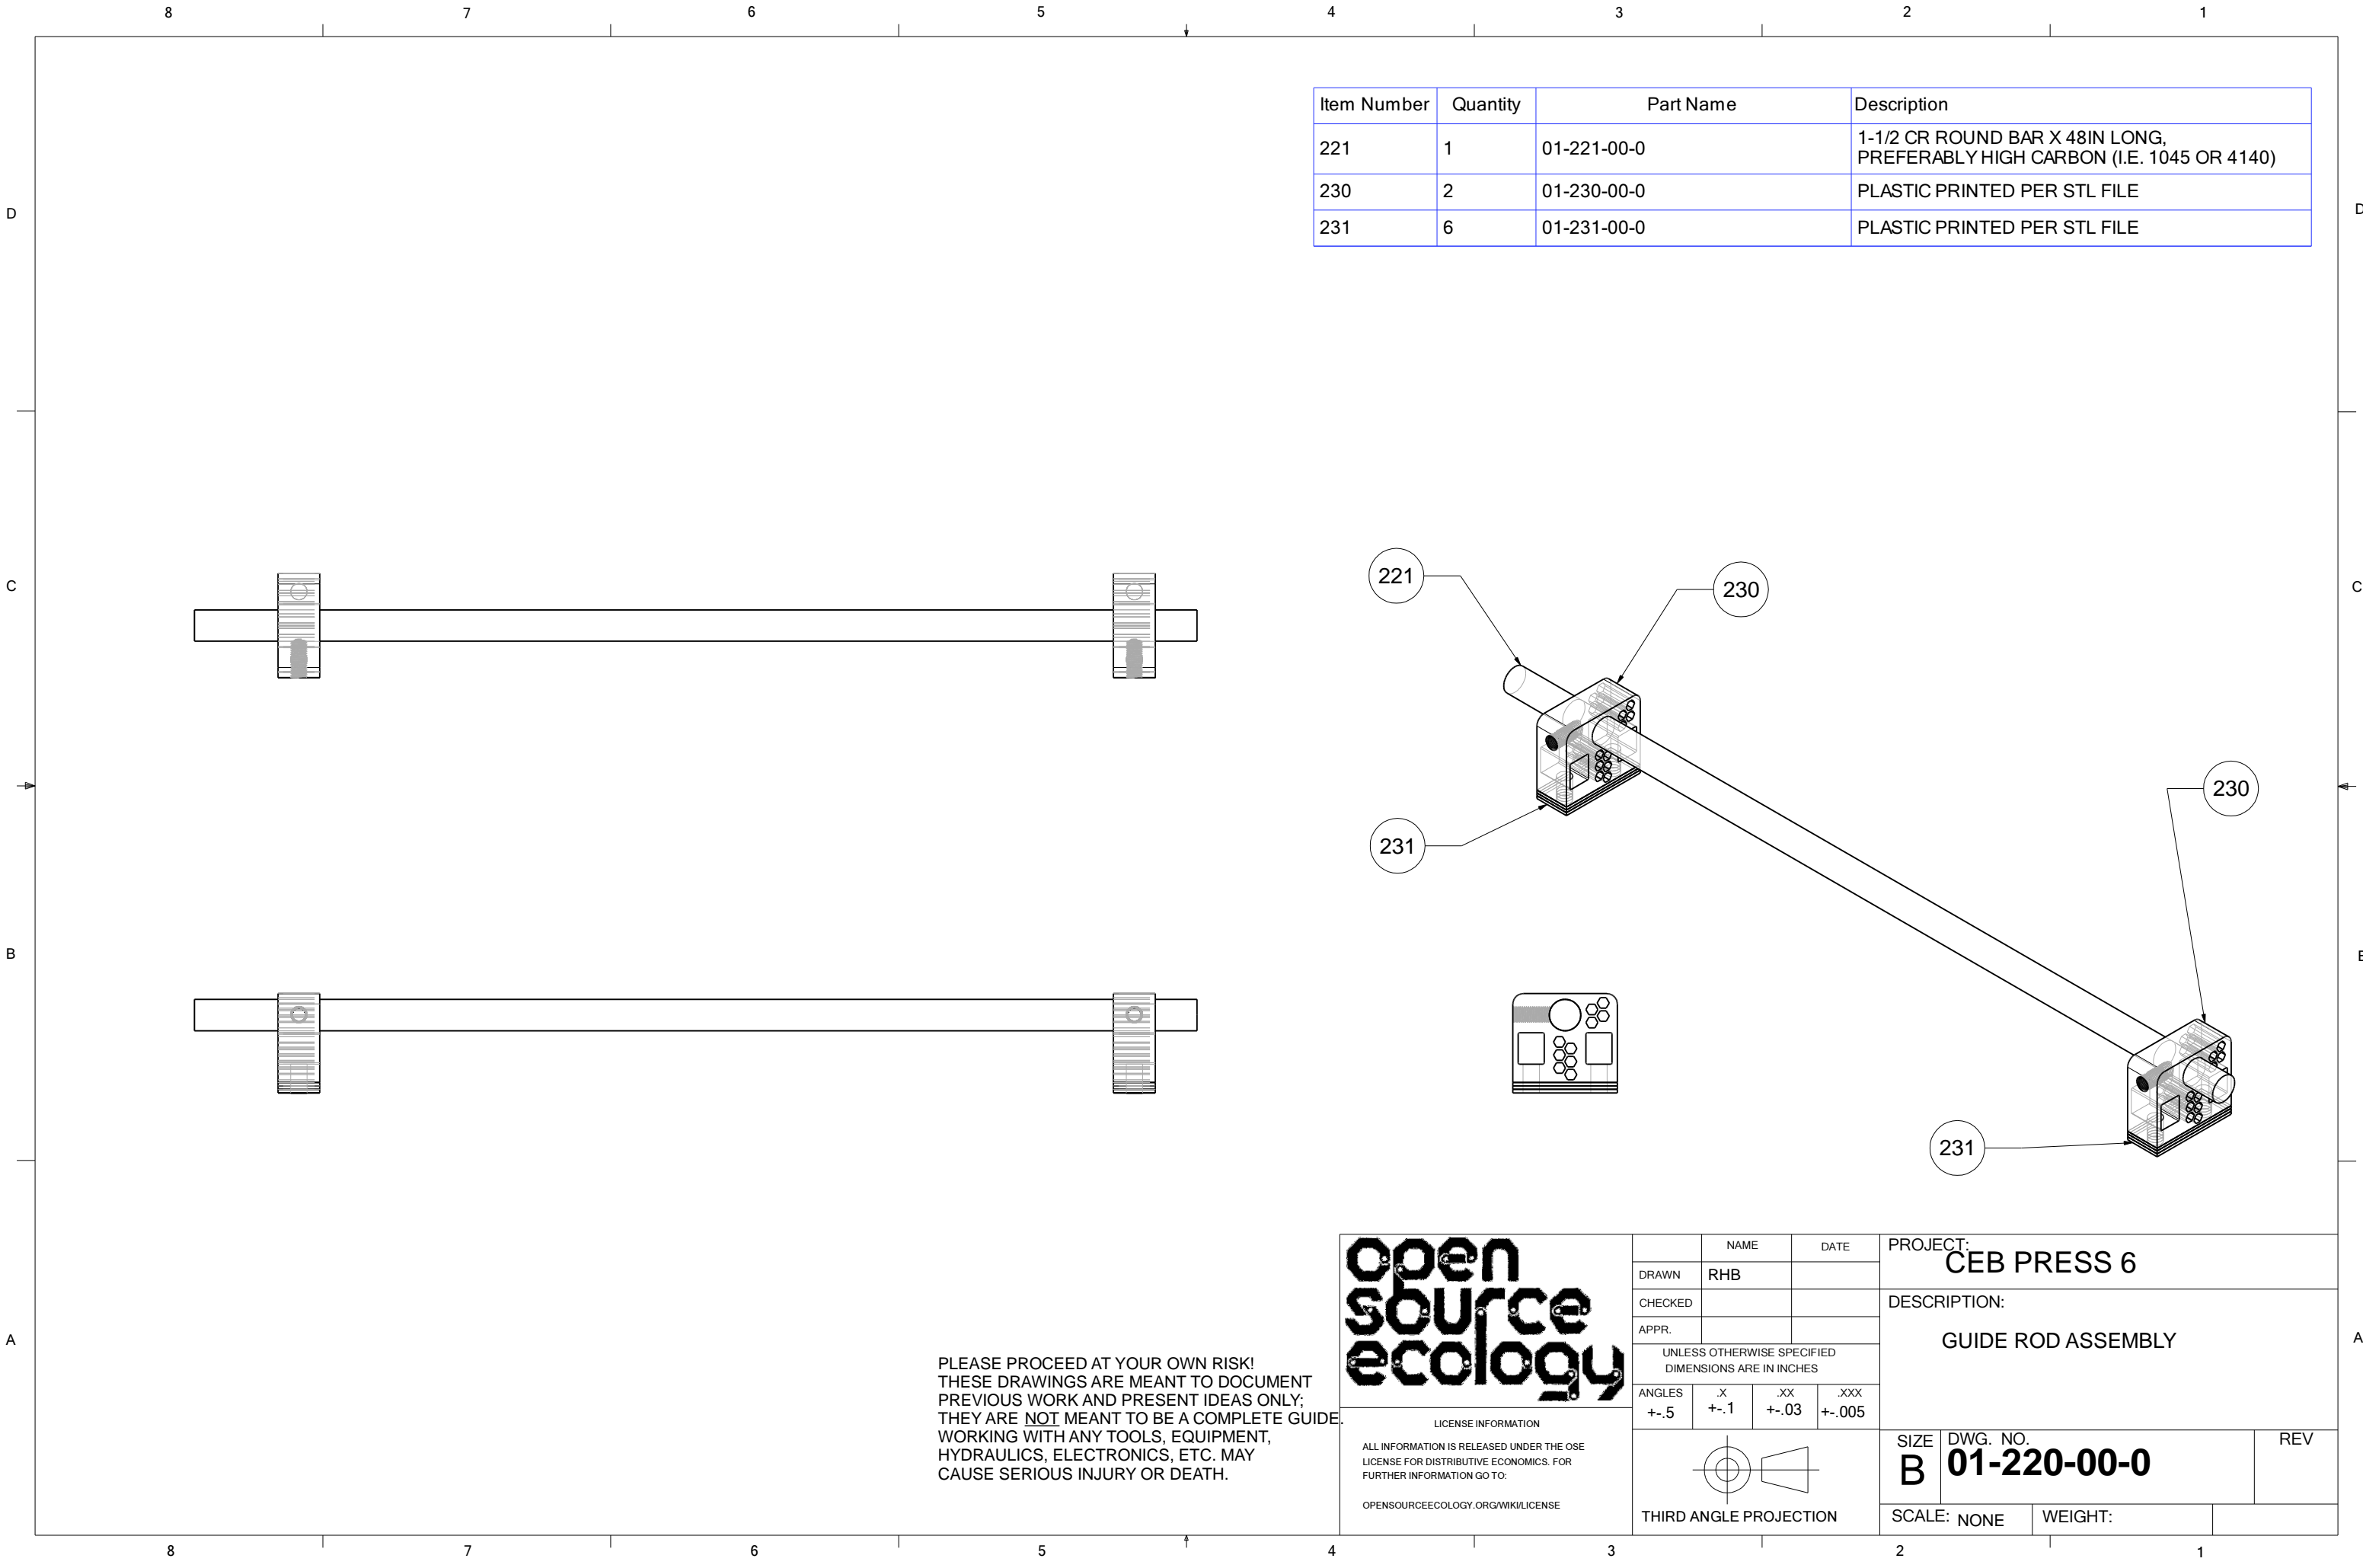 8 7 6 5 4 3 2 1
Item Number Quantity Part Name Description
221 1 01-221-00-0 1-1/2 CR ROUND BAR X 48IN LONG,
PREFERABLY HIGH CARBON (I.E. 1045 OR 4140)
230 2 01-230-00-0 PLASTIC PRINTED PER STL FILE
231 6 01-231-00-0 PLASTIC PRINTED PER STL FILE
D D
C C
221
230
230
231
B B
231
A A
PLEASE PROCEED AT YOUR OWN RISK!
THESE DRAWINGS ARE MEANT TO DOCUMENT
PREVIOUS WORK AND PRESENT IDEAS ONLY;
THEY ARE NOT MEANT TO BE A COMPLETE GUIDE.
WORKING WITH ANY TOOLS, EQUIPMENT,
HYDRAULICS, ELECTRONICS, ETC. MAY
CAUSE SERIOUS INJURY OR DEATH.
open
source
ecology
LICENSE INFORMATION
ALL INFORMATION IS RELEASED UNDER THE OSE
LICENSE FOR DISTRIBUTIVE ECONOMICS. FOR
FURTHER INFORMATION GO TO:
OPENSOURCEECOLOGY.ORG/WIKI/LICENSE
NAME DATE
DRAWN RHB
CHECKED
APPR.
UNLESS OTHERWISE SPECIFIED
DIMENSIONS ARE IN INCHES
ANGLES .X .XX .XXX
+-.5 +-.1 +-.03 +-.005
THIRD ANGLE PROJECTION
PROJECT:
CEB PRESS 6
DESCRIPTION:
GUIDE ROD ASSEMBLY
SIZE DWG. NO. REV
B 01-220-00-0
SCALE: NONE WEIGHT:
8 7 6 5 4 3 2 1